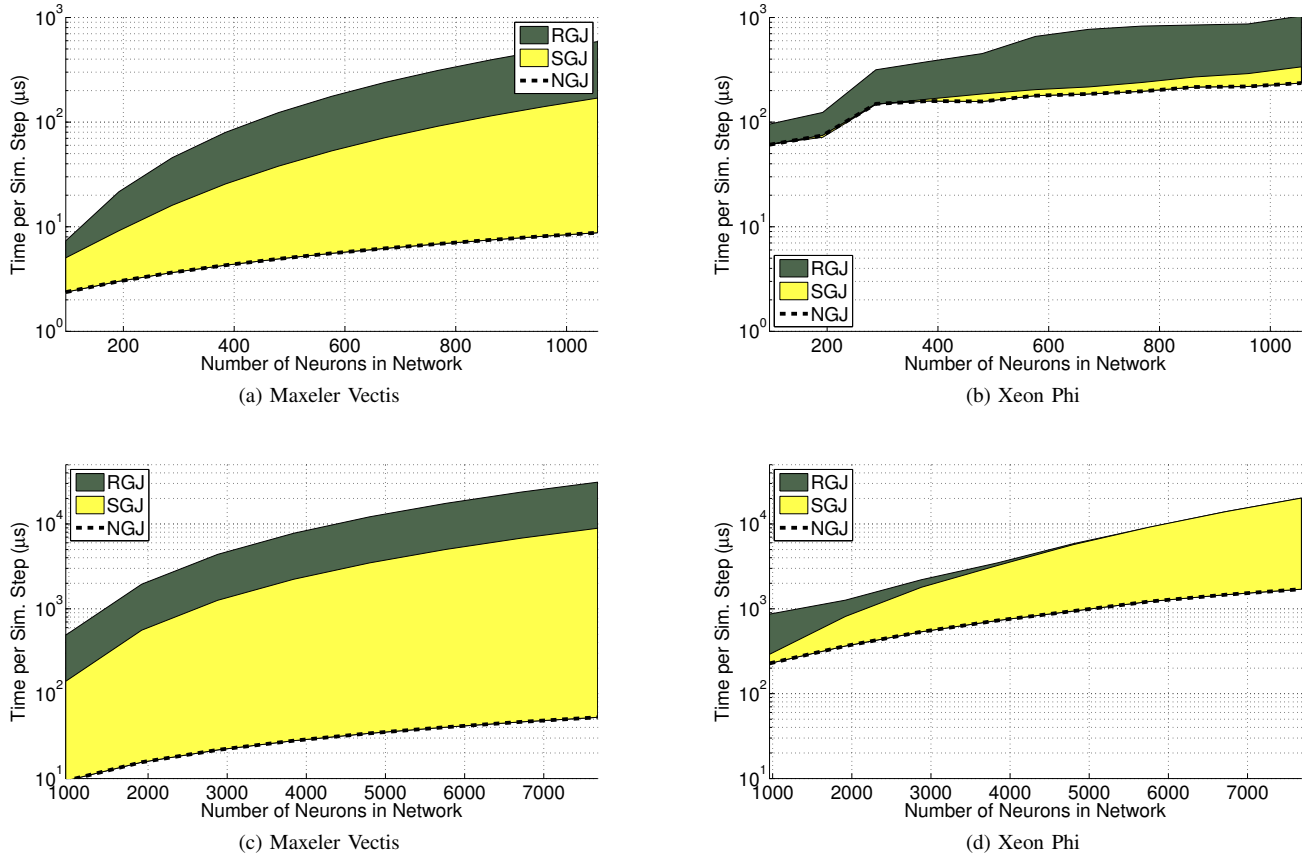 10^3
10^2
10^1
10^0
Time per Sim. Step (μs)
RGJ
SGJ
NGJ
200 400 600 800 1000
Number of Neurons in Network
(a) Maxeler Vectis
10^3
10^2
10^1
10^0
Time per Sim. Step (μs)
RGJ
SGJ
NGJ
200 400 600 800 1000
Number of Neurons in Network
(b) Xeon Phi
10^4
10^3
10^2
10^1
Time per Sim. Step (μs)
RGJ
SGJ
NGJ
1000 2000 3000 4000 5000 6000 7000
Number of Neurons in Network
(c) Maxeler Vectis
10^4
10^3
10^2
10^1
Time per Sim. Step (μs)
RGJ
SGJ
NGJ
1000 2000 3000 4000 5000 6000 7000
Number of Neurons in Network
(d) Xeon Phi